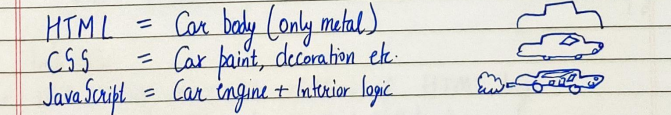 HTML = Car body (only metal)
CSS = Car paint, decoration etc.
JavaScript = Car engine + Interior logic